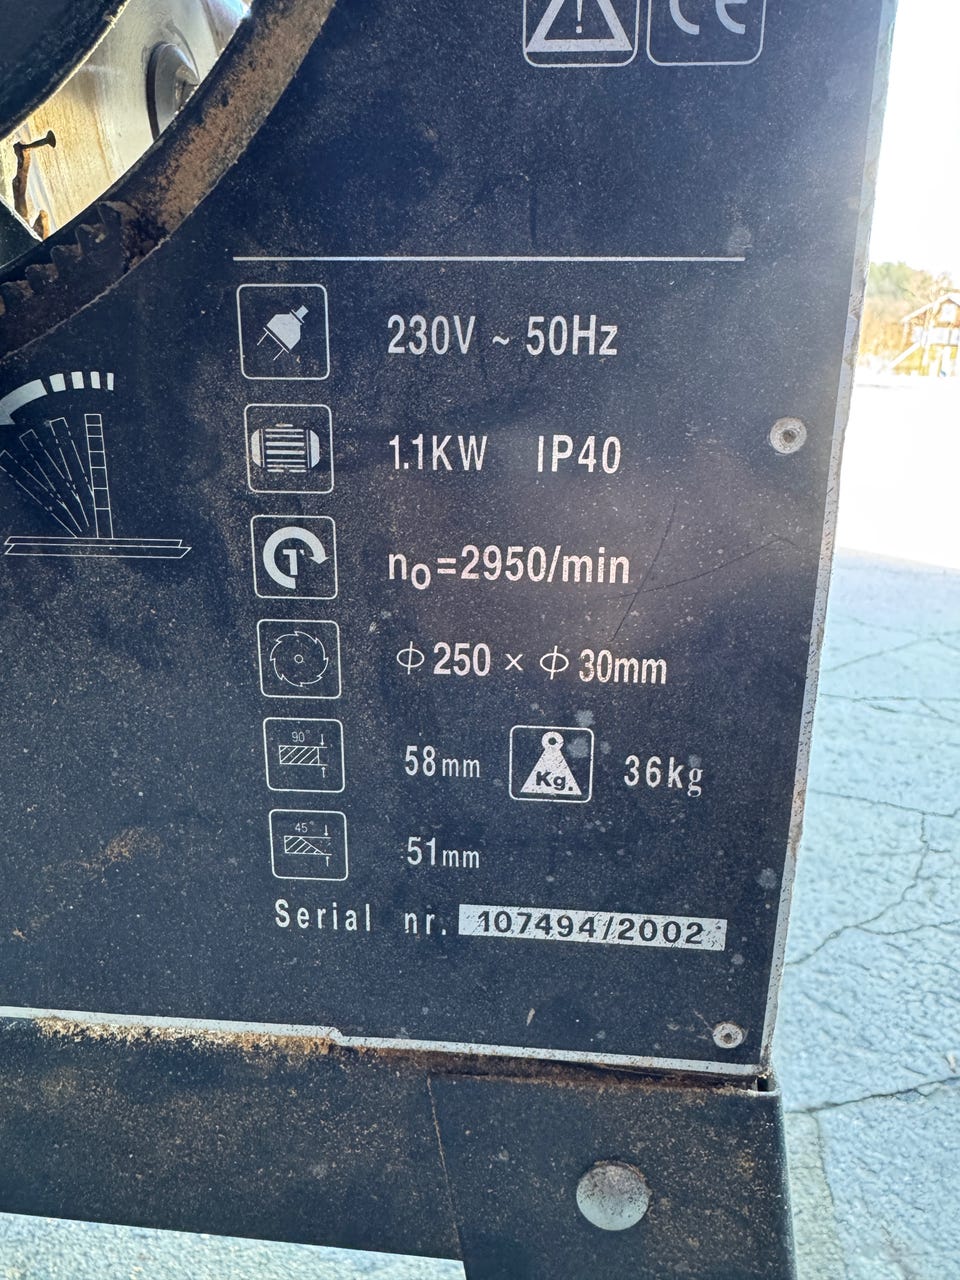 CE
230V ~ 50Hz
1.1KW IP40
T
n₀=2950/min
Φ250 × Φ30mm
90°
58mm
Kg.
36kg
45°
51mm
Serial nr. 107494/2002